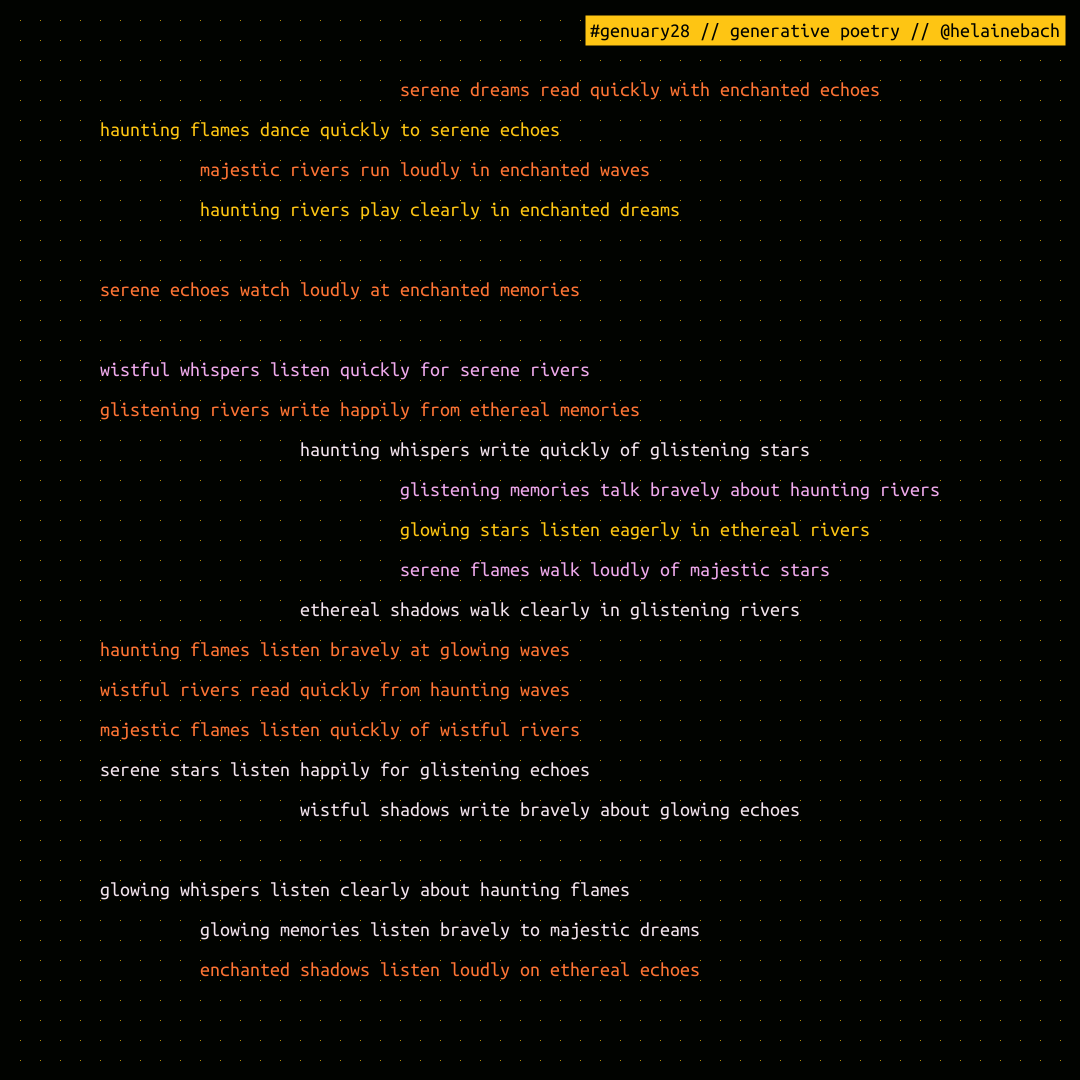 #genuary28 // generative poetry // @helainebach
serene dreams read quickly with enchanted echoes
haunting flames dance quickly to serene echoes
majestic rivers run loudly in enchanted waves
haunting rivers play clearly in enchanted dreams
serene echoes watch loudly at enchanted memories
wistful whispers listen quickly for serene rivers
glistening rivers write happily from ethereal memories
haunting whispers write quickly of glistening stars
glistening memories talk bravely about haunting rivers
glowing stars listen eagerly in ethereal rivers
serene flames walk loudly of majestic stars
ethereal shadows walk clearly in glistening rivers
haunting flames listen bravely at glowing waves
wistful rivers read quickly from haunting waves
majestic flames listen quickly of wistful rivers
serene stars listen happily for glistening echoes
wistful shadows write bravely about glowing echoes
glowing whispers listen clearly about haunting flames
glowing memories listen bravely to majestic dreams
enchanted shadows listen loudly on ethereal echoes